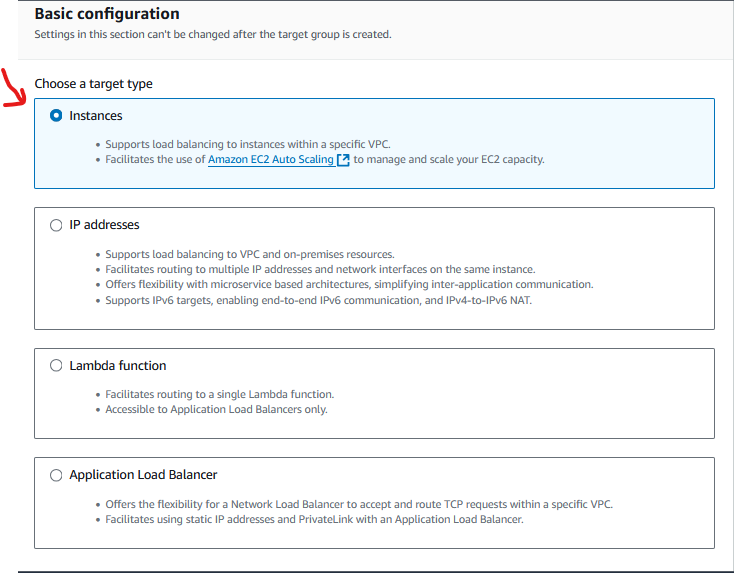 Basic configuration
Settings in this section can't be changed after the target group is created.
Choose a target type
Instances
• Supports load balancing to instances within a specific VPC.
• Facilitates the use of Amazon EC2 Auto Scaling to manage and scale your EC2 capacity.
IP addresses
• Supports load balancing to VPC and on-premises resources.
• Facilitates routing to multiple IP addresses and network interfaces on the same instance.
• Offers flexibility with microservice based architectures, simplifying inter-application communication.
• Supports IPv6 targets, enabling end-to-end IPv6 communication, and IPv4-to-IPv6 NAT.
Lambda function
• Facilitates routing to a single Lambda function.
• Accessible to Application Load Balancers only.
Application Load Balancer
• Offers the flexibility for a Network Load Balancer to accept and route TCP requests within a specific VPC.
• Facilitates using static IP addresses and PrivateLink with an Application Load Balancer.